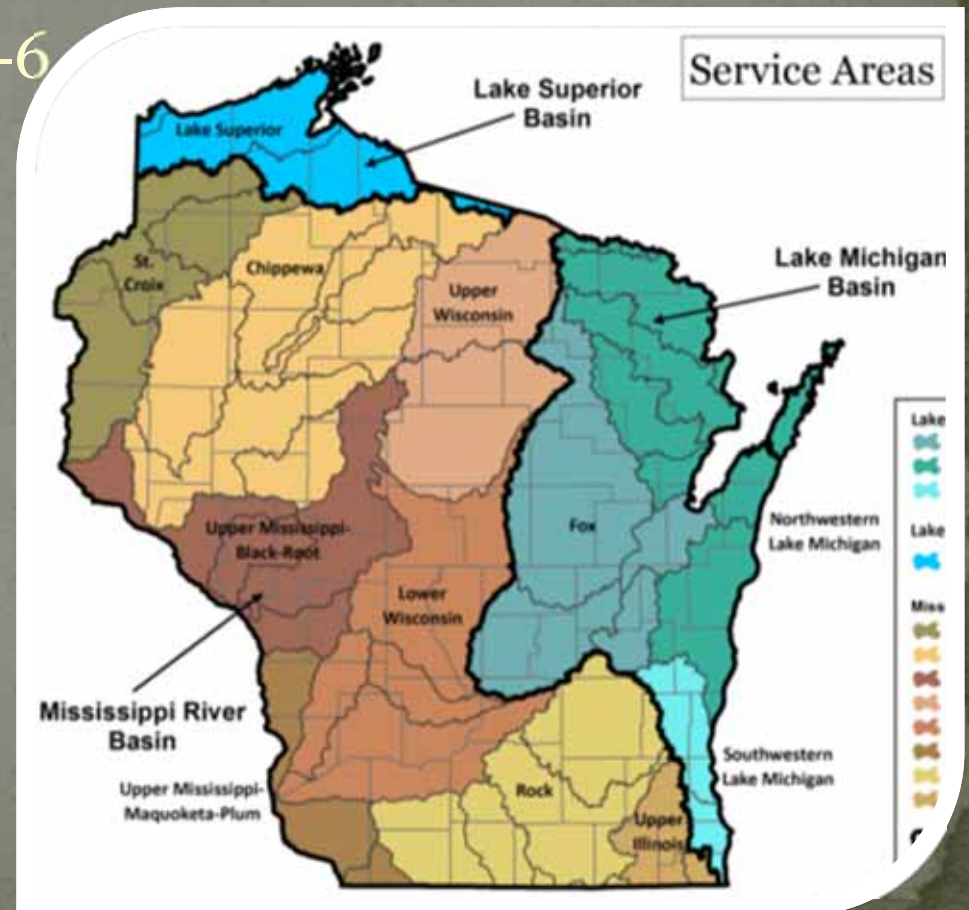 -6
Service Areas
Lake Superior
Basin
Lake Superior
Lake Michigan
Basin
St.
Croix
Chippewa
Upper
Wisconsin
Lake
Northwestern
Lake Michigan
Fox
Upper Mississippi-
Black-Root
Lake
Lower
Wisconsin
Miss
Mississippi River
Basin
Southwestern
Lake Michigan
Upper Mississippi-
Maquoketa-Plum
Rock
Upper
Illinois